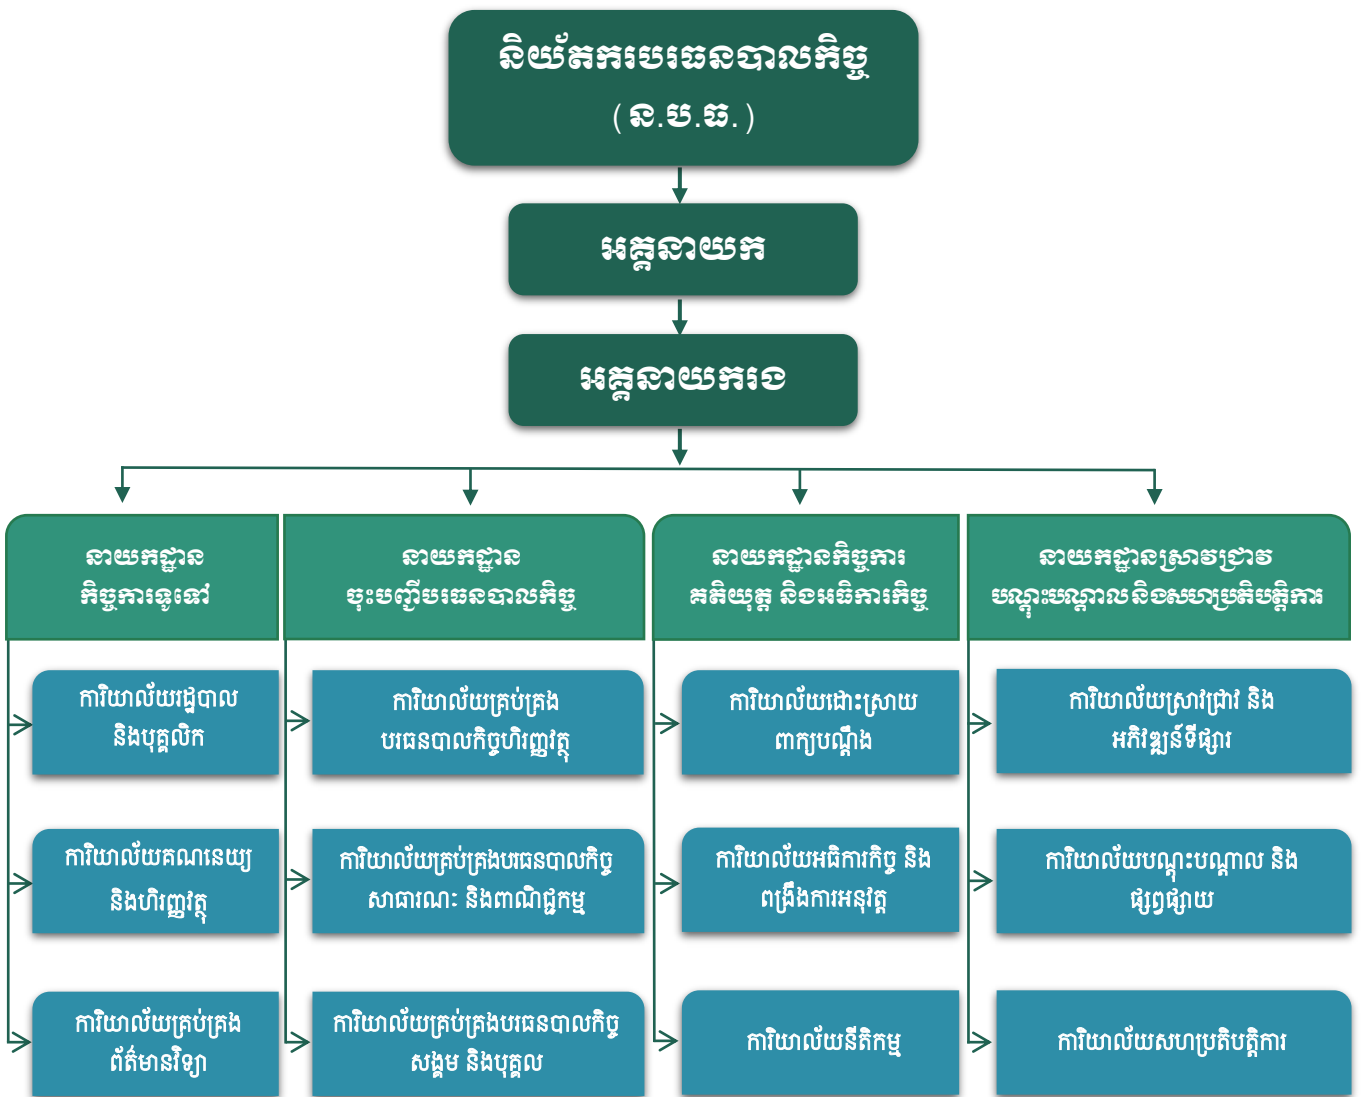 និយ័តករបរធនបាលកិច្ច
(ន.ប.ធ.)
អគ្គនាយក
អគ្គនាយករង
នាយកដ្ឋាន
កិច្ចការទូទៅ
នាយកដ្ឋាន
ចុះបញ្ជីបរធនបាលកិច្ច
នាយកដ្ឋានកិច្ចការ
គតិយុត្ត និងអធិការកិច្ច
នាយកដ្ឋានស្រាវជ្រាវ
បណ្តុះបណ្តាល និងសហប្រតិបត្តិការ
ការិយាល័យរដ្ឋបាល
និងបុគ្គលិក
ការិយាល័យគណនេយ្យ
និងហិរញ្ញវត្ថុ
ការិយាល័យគ្រប់គ្រង
ព័ត៌មានវិទ្យា
ការិយាល័យគ្រប់គ្រង
បរធនបាលកិច្ចហិរញ្ញវត្ថុ
ការិយាល័យគ្រប់គ្រងបរធនបាលកិច្ច
សាធារណៈ និងពាណិជ្ជកម្ម
ការិយាល័យគ្រប់គ្រងបរធនបាលកិច្ច
សង្គម និងបុគ្គល
ការិយាល័យដោះស្រាយ
ពាក្យបណ្តឹង
ការិយាល័យអធិការកិច្ច និង
ពង្រឹងការអនុវត្ត
ការិយាល័យនីតិកម្ម
ការិយាល័យស្រាវជ្រាវ និង
អភិវឌ្ឍន៍ទីផ្សារ
ការិយាល័យបណ្តុះបណ្តាល និង
ផ្សព្វផ្សាយ
ការិយាល័យសហប្រតិបត្តិការ